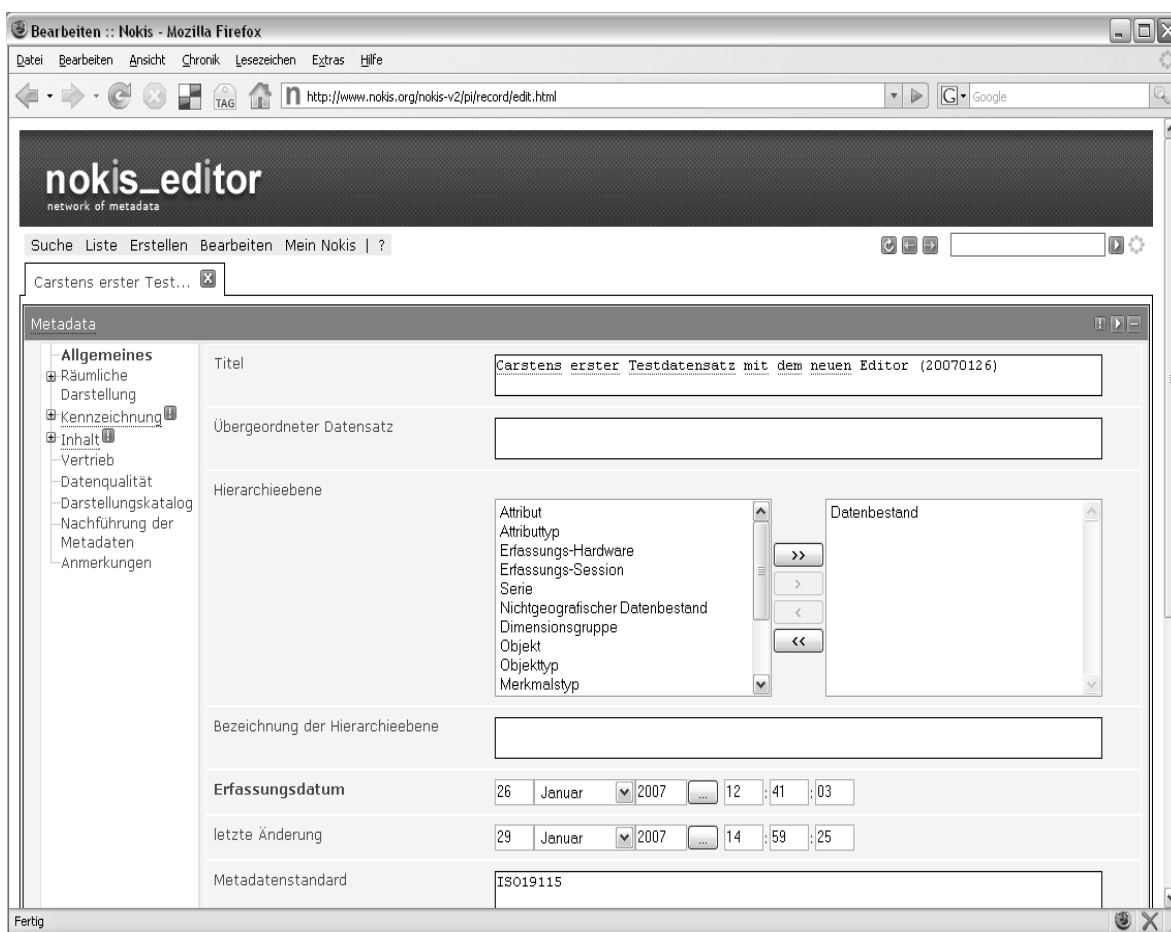 Bearbeiten :: Nokis - Mozilla Firefox
Datei Bearbeiten Ansicht Chronik Lesezeichen Extras Hilfe
TAG
n http://www.nokis.org/nokis-v2/pi/record/edit.html
G Google
nokis_editor
network of metadata
Suche Liste Erstellen Bearbeiten Mein Nokis | ?
Carstens erster Test...
Metadata
Allgemeines
Räumliche
Darstellung
Kennzeichnung
Inhalt
Vertrieb
Datenqualität
Darstellungskatalog
Nachführung der
Metadaten
Anmerkungen
Titel
Carstens erster Testdatensatz mit dem neuen Editor (20070126)
Übergeordneter Datensatz
Hierarchieebene
Attribut
Attributtyp
Erfassungs-Hardware
Erfassungs-Session
Serie
Nichtgeografischer Datenbestand
Dimensionsgruppe
Objekt
Objekttyp
Merkmalstyp
>>
>
<
<<
Datenbestand
Bezeichnung der Hierarchieebene
Erfassungsdatum
26 Januar 2007 ... 12 : 41 : 03
letzte Änderung
29 Januar 2007 ... 14 : 59 : 25
Metadatenstandard
ISO19115
Fertig